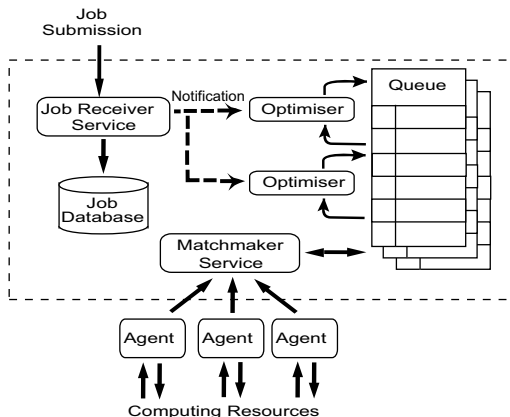 Job
Submission
Notification
Queue
Job Receiver
Service
Optimiser
Optimiser
Job
Database
Matchmaker
Service
Agent
Agent
Agent
Computing Resources